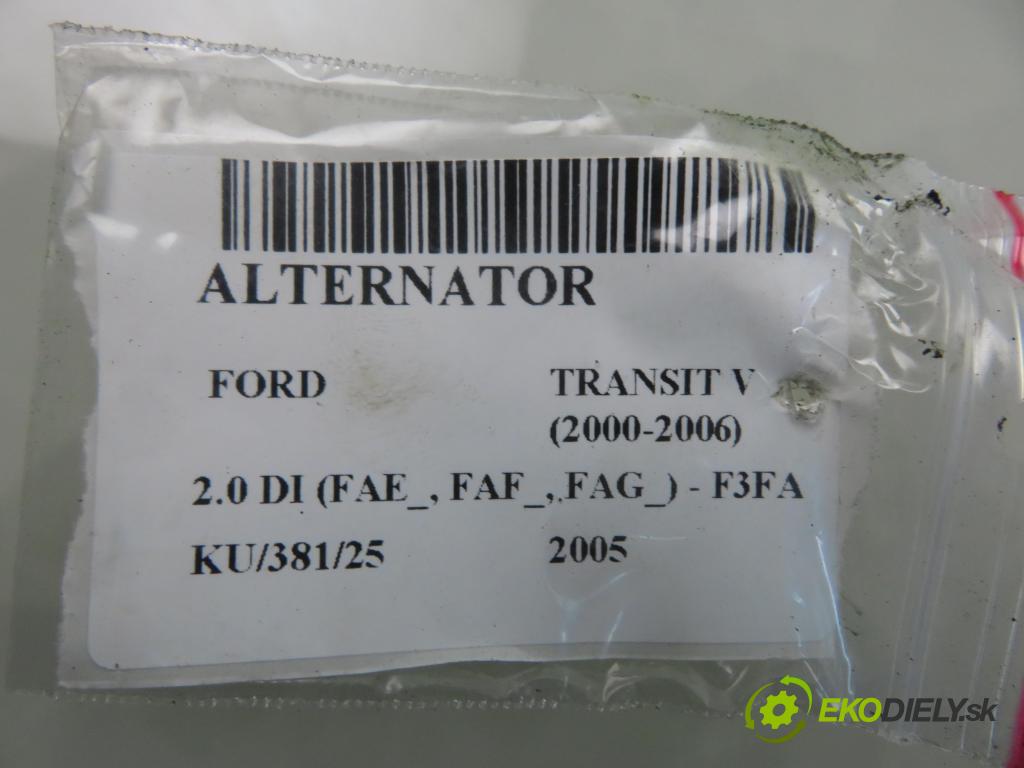 ALTERNATOR
FORD TRANSIT V
(2000-2006)
2.0 DI (FAE_, FAF_, FAG_) - F3FA
KU/381/25 2005
EKODIELY.sk